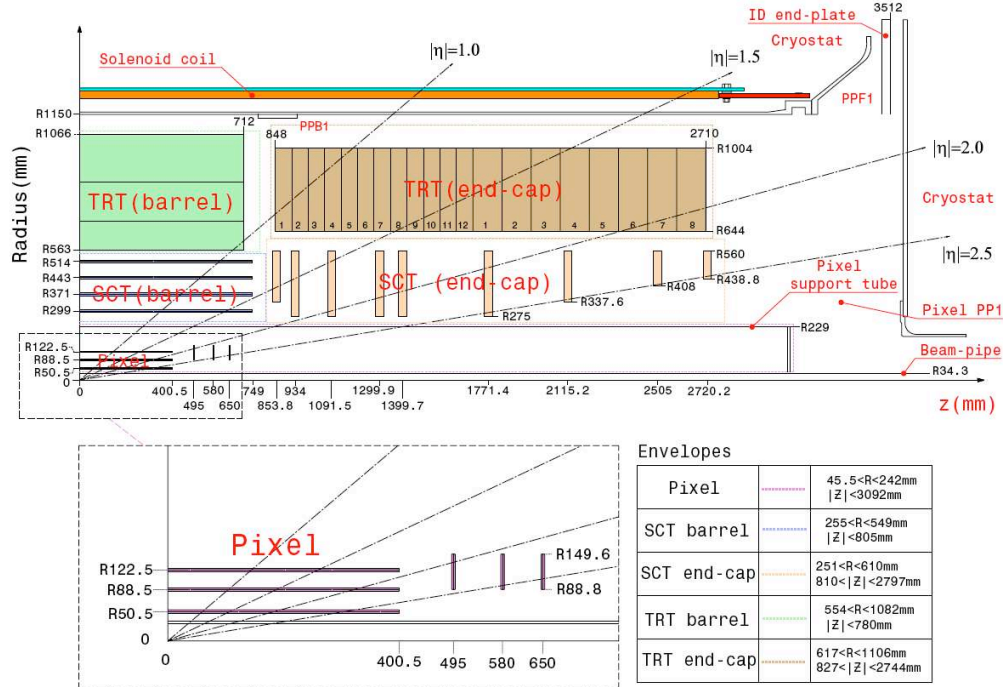 ID end-plate
3512
Cryostat
|η|=1.0
|η|=1.5
Solenoid coil
PPF1
R1150
712
PPB1
R1066
848
2710
R1004
|η|=2.0
Radius(mm)
TRT(barrel)
TRT(end-cap)
Cryostat
1 2 3 4 5 6 7 8 9 10 11 12 1 2 3 4 5 6 7 8
R644
R563
R560
|η|=2.5
R514
R443
SCT(barrel)
SCT (end-cap)
R438.8
Pixel
support tube
R408
R371
R337.6
R299
R275
Pixel PP1
R229
R122.5
R88.5
Pixel
Beam-pipe
R50.5
R34.3
0
0
400.5 580 749 934 1299.9 1771.4 2115.2 2505 2720.2
495 650 853.8 1091.5 1399.7
z(mm)
Pixel
R122.5
R149.6
R88.5
R88.8
R50.5
0
0
400.5 495 580 650
Envelopes
Pixel
45.5<R<242mm
|Z|<3092mm
SCT barrel
255<R<549mm
|Z|<805mm
SCT end-cap
251<R<610mm
810<|Z|<2797mm
TRT barrel
554<R<1082mm
|Z|<780mm
TRT end-cap
617<R<1106mm
827<|Z|<2744mm